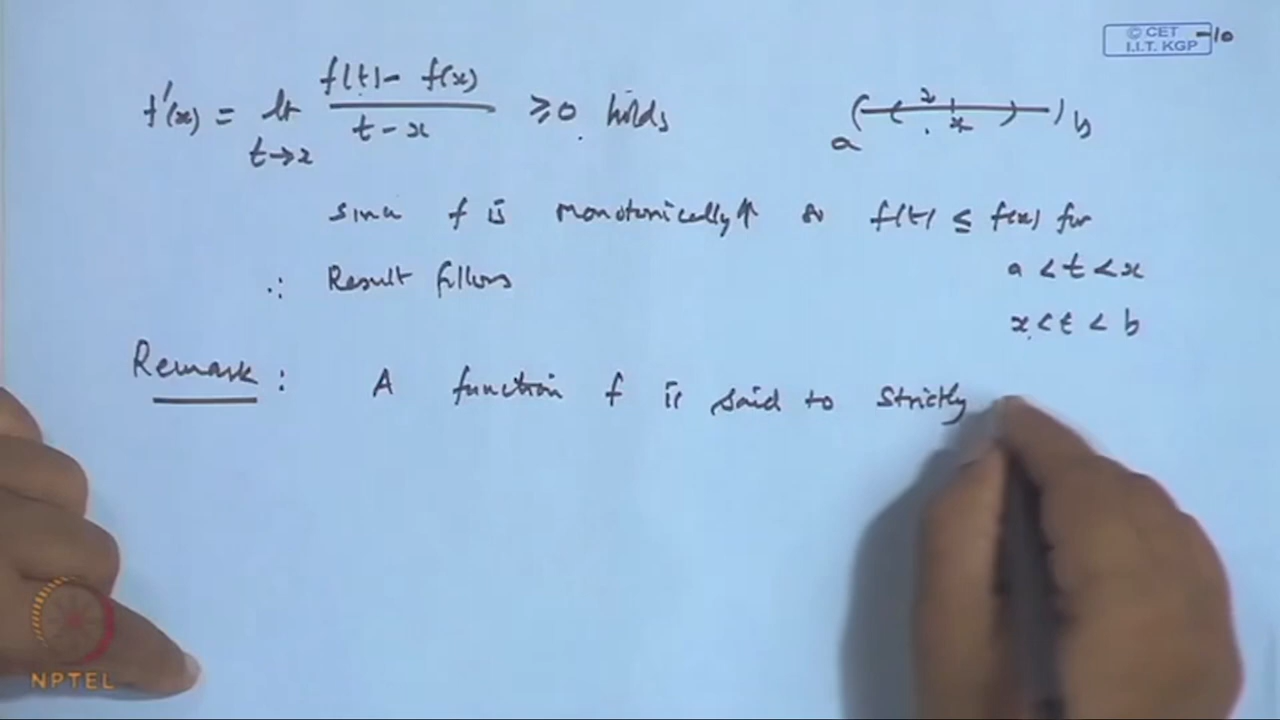 © CET
I.I.T. KGP
-10
f'(x) = lt t→x f(t) - f(x) / t - x ≥ 0 holds
a x b
since f is monotonically ↑ so f(t) ≤ f(x) for
a < t < x
∴ Result follows
x < t < b
Remark : A function f is said to strictly
NPTEL